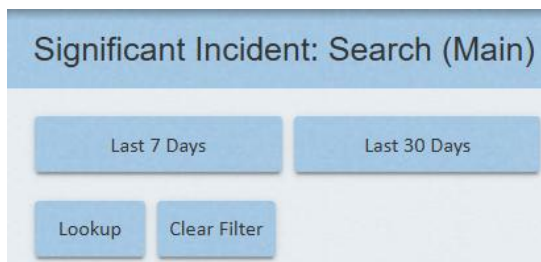 Significant Incident: Search (Main)
Last 7 Days Last 30 Days
Lookup Clear Filter